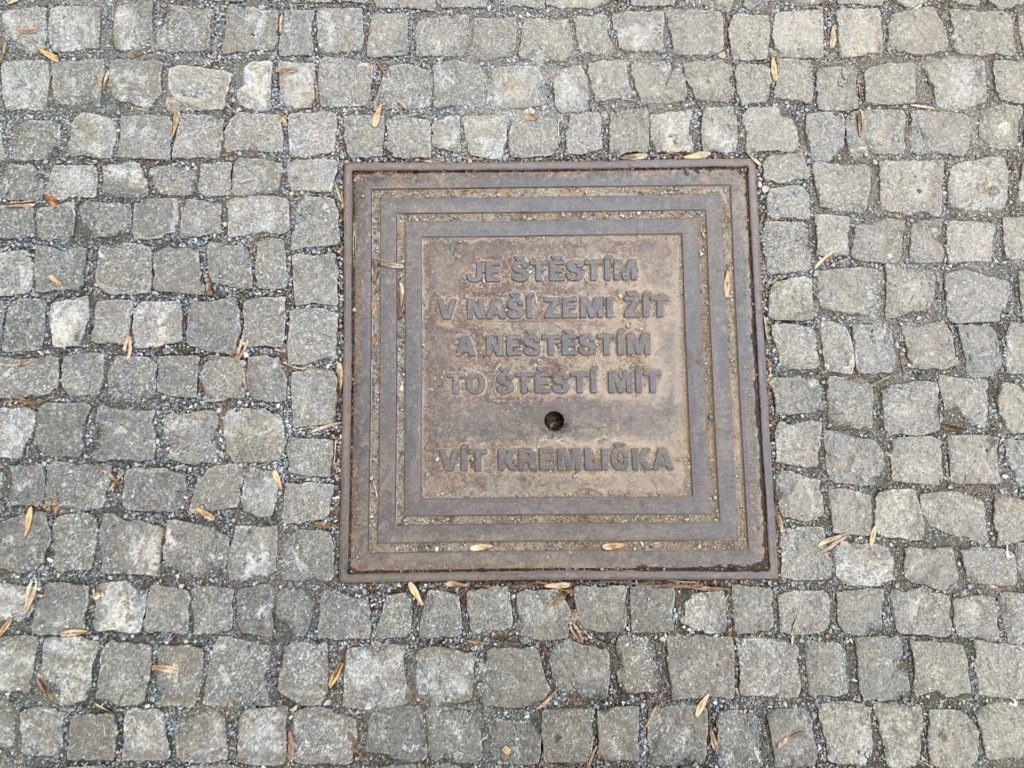 JE ŠTĚSTÍM
V NAŠÍ ZEMI ŽÍT
A NEŠTĚSTÍM
TO ŠTĚSTÍ MÍT
VÍT KREMLIČKA